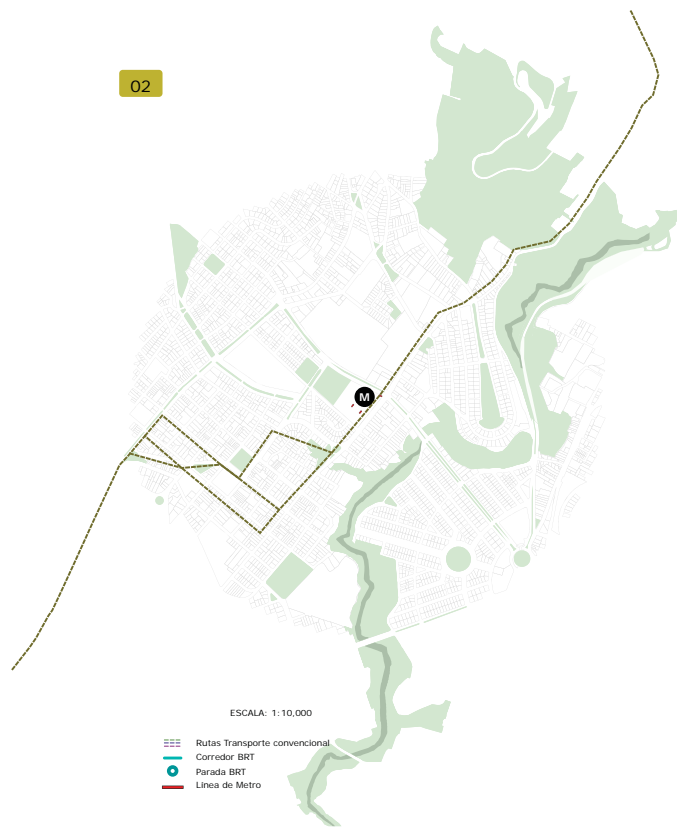 02
M
ESCALA: 1:10,000
Rutas Transporte convencional
Corredor BRT
Parada BRT
Linea de Metro